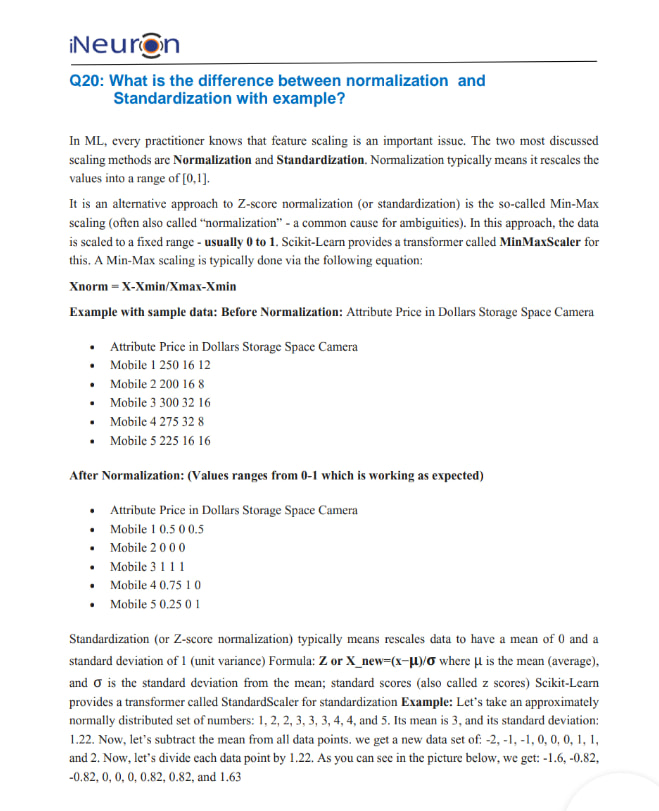 iNeuron
Q20: What is the difference between normalization and
Standardization with example?
In ML, every practitioner knows that feature scaling is an important issue. The two most discussed
scaling methods are Normalization and Standardization. Normalization typically means it rescales the
values into a range of [0,1].
It is an alternative approach to Z-score normalization (or standardization) is the so-called Min-Max
scaling (often also called “normalization” - a common cause for ambiguities). In this approach, the data
is scaled to a fixed range - usually 0 to 1. Scikit-Learn provides a transformer called MinMaxScaler for
this. A Min-Max scaling is typically done via the following equation:
Xnorm = X-Xmin/Xmax-Xmin
Example with sample data: Before Normalization: Attribute Price in Dollars Storage Space Camera
• Attribute Price in Dollars Storage Space Camera
• Mobile 1 250 16 12
• Mobile 2 200 16 8
• Mobile 3 300 32 16
• Mobile 4 275 32 8
• Mobile 5 225 16 16
After Normalization: (Values ranges from 0-1 which is working as expected)
• Attribute Price in Dollars Storage Space Camera
• Mobile 1 0.5 0 0.5
• Mobile 2 0 0 0
• Mobile 3 1 1 1
• Mobile 4 0.75 1 0
• Mobile 5 0.25 0 1
Standardization (or Z-score normalization) typically means rescales data to have a mean of 0 and a
standard deviation of 1 (unit variance) Formula: Z or X_new=(x−μ)/σ where μ is the mean (average),
and σ is the standard deviation from the mean; standard scores (also called z scores) Scikit-Learn
provides a transformer called StandardScaler for standardization Example: Let’s take an approximately
normally distributed set of numbers: 1, 2, 2, 3, 3, 3, 4, 4, and 5. Its mean is 3, and its standard deviation:
1.22. Now, let’s subtract the mean from all data points. we get a new data set of: -2, -1, -1, 0, 0, 0, 1, 1,
and 2. Now, let’s divide each data point by 1.22. As you can see in the picture below, we get: -1.6, -0.82,
-0.82, 0, 0, 0, 0.82, 0.82, and 1.63